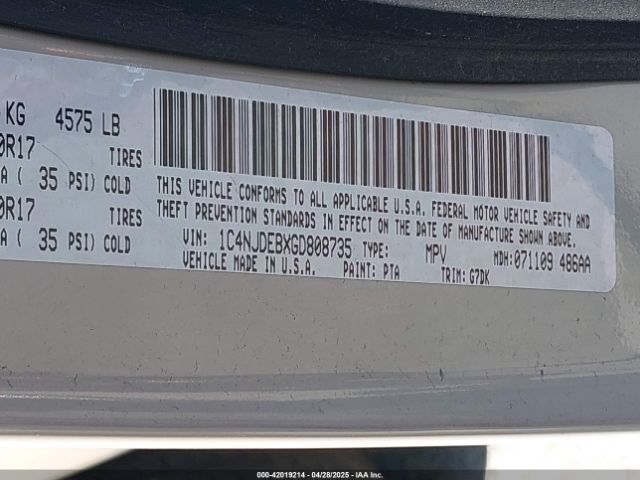 KG 4575 LB
0R17 TIRES
A ( 35 PSI) COLD
0R17 TIRES
A ( 35 PSI) COLD
THIS VEHICLE CONFORMS TO ALL APPLICABLE U.S.A. FEDERAL MOTOR VEHICLE SAFETY AND
THEFT PREVENTION STANDARDS IN EFFECT ON THE DATE OF MANUFACTURE SHOWN ABOVE.
VIN: 1C4NJDEBXGD808735 TYPE: MPV MDH:071109 486AA
VEHICLE MADE IN U.S.A. PAINT: PTA TRIM: G7DK
000-42019214 | 04/28/2025 | IAA Inc.